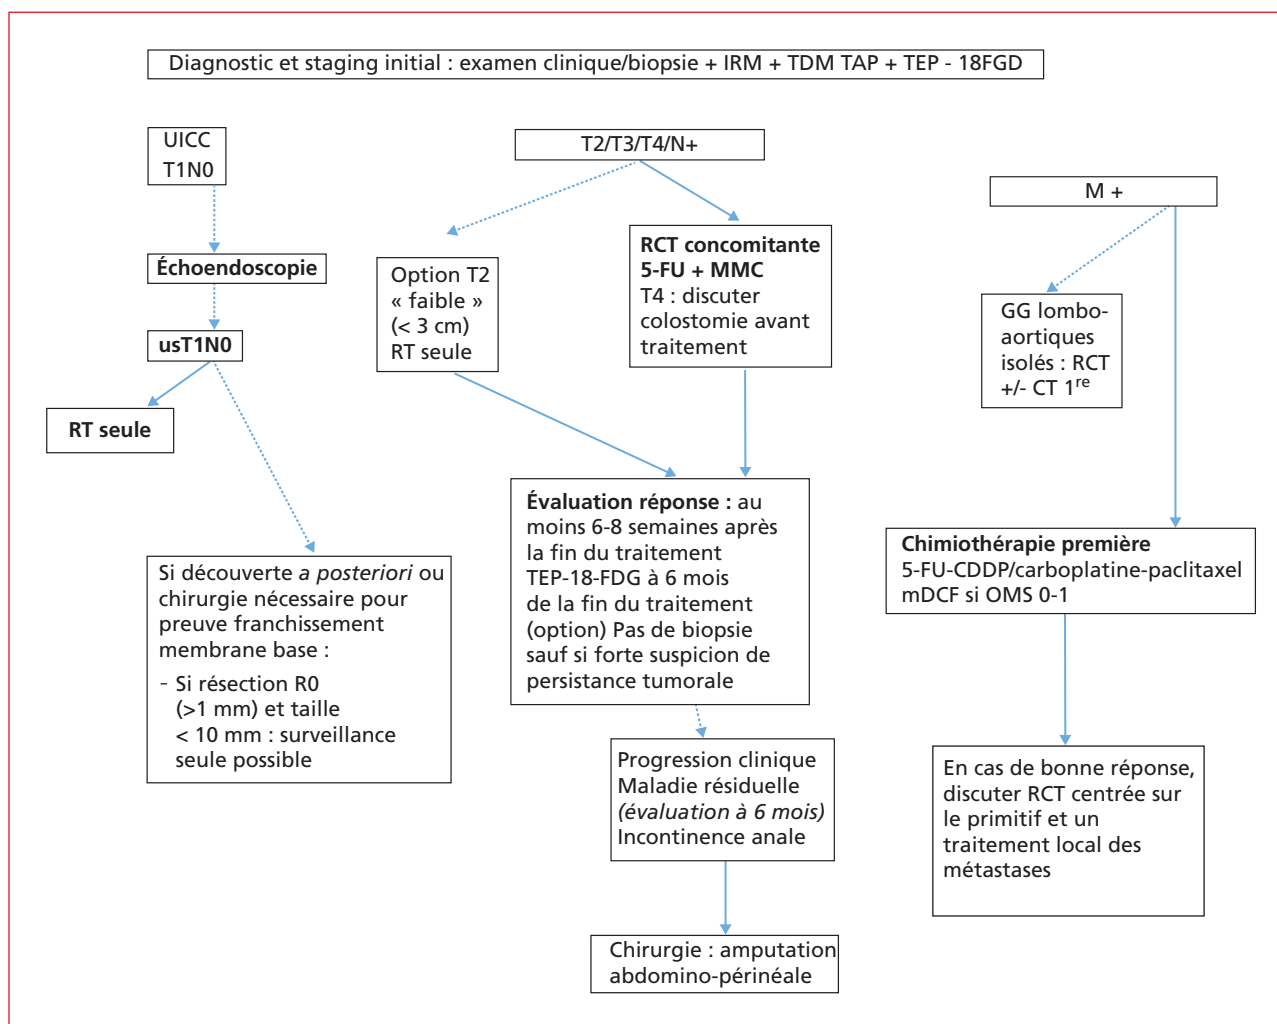 Diagnostic et staging initial : examen clinique/biopsie + IRM + TDM TAP + TEP - 18FGD
UICC
T1N0
Échoendoscopie
usT1N0
RT seule
Si découverte a posteriori ou
chirurgie nécessaire pour
preuve franchissement
membrane base :
- Si résection R0
(>1 mm) et taille
< 10 mm : surveillance
seule possible
T2/T3/T4/N+
Option T2
« faible »
(< 3 cm)
RT seule
RCT concomitante
5-FU + MMC
T4 : discuter
colostomie avant
traitement
Évaluation réponse : au
moins 6-8 semaines après
la fin du traitement
TEP-18-FDG à 6 mois
de la fin du traitement
(option) Pas de biopsie
sauf si forte suspicion de
persistance tumorale
Progression clinique
Maladie résiduelle
(évaluation à 6 mois)
Incontinence anale
Chirurgie : amputation
abdomino-périnéale
M +
GG lombo-
aortiques
isolés : RCT
+/- CT 1re
Chimiothérapie première
5-FU-CDDP/carboplatine-paclitaxel
mDCF si OMS 0-1
En cas de bonne réponse,
discuter RCT centrée sur
le primitif et un
traitement local des
métastases